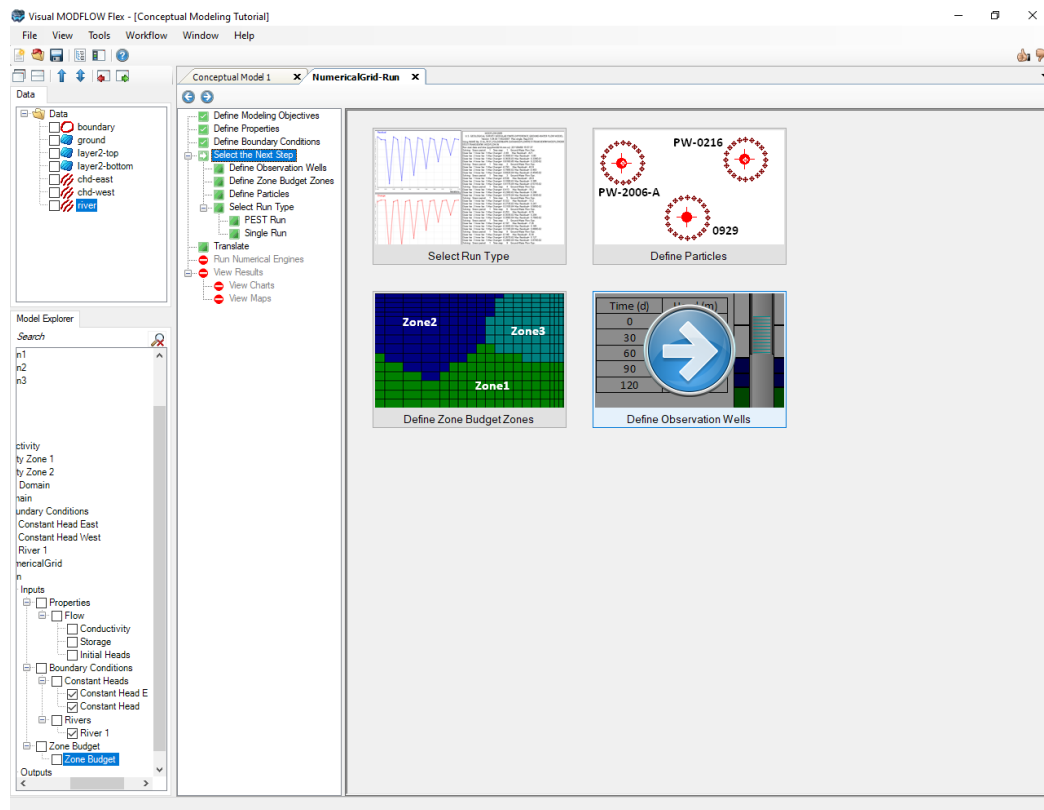 Visual MODFLOW Flex - [Conceptual Modeling Tutorial]
File View Tools Workflow Window Help
Data
Data
boundary
ground
layer2-top
layer2-bottom
chd-east
chd-west
river
Model Explorer
Search
n1
n2
n3
ctivity
ty Zone 1
ty Zone 2
Domain
main
undary Conditions
Constant Head East
Constant Head West
River 1
mericalGrid
n
Inputs
Properties
Flow
Conductivity
Storage
Initial Heads
Boundary Conditions
Constant Heads
Constant Head E
Constant Head
Rivers
River 1
Zone Budget
Zone Budget
Outputs
Conceptual Model 1
NumericalGrid-Run
Define Modeling Objectives
Define Properties
Define Boundary Conditions
Select the Next Step
Define Observation Wells
Define Zone Budget Zones
Define Particles
Select Run Type
PEST Run
Single Run
Translate
Run Numerical Engines
View Results
View Charts
View Maps
Select Run Type
PW-0216
PW-2006-A
0929
Define Particles
Zone2
Zone3
Zone1
Define Zone Budget Zones
Time (d)
0
30
60
90
120
Define Observation Wells